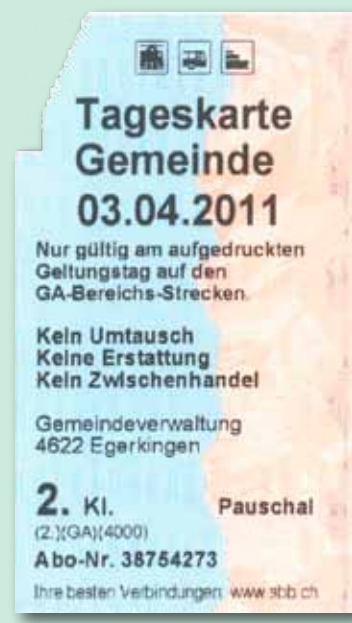 Tageskarte
Gemeinde
03.04.2011
Nur gültig am aufgedruckten
Geltungstag auf den
GA-Bereichs-Strecken.
Kein Umtausch
Keine Erstattung
Kein Zwischenhandel
Gemeindeverwaltung
4622 Egerkingen
2. Kl. Pauschal
(2.)(GA)(4000)
Abo-Nr. 38754273
Ihre besten Verbindungen: www.sbb.ch